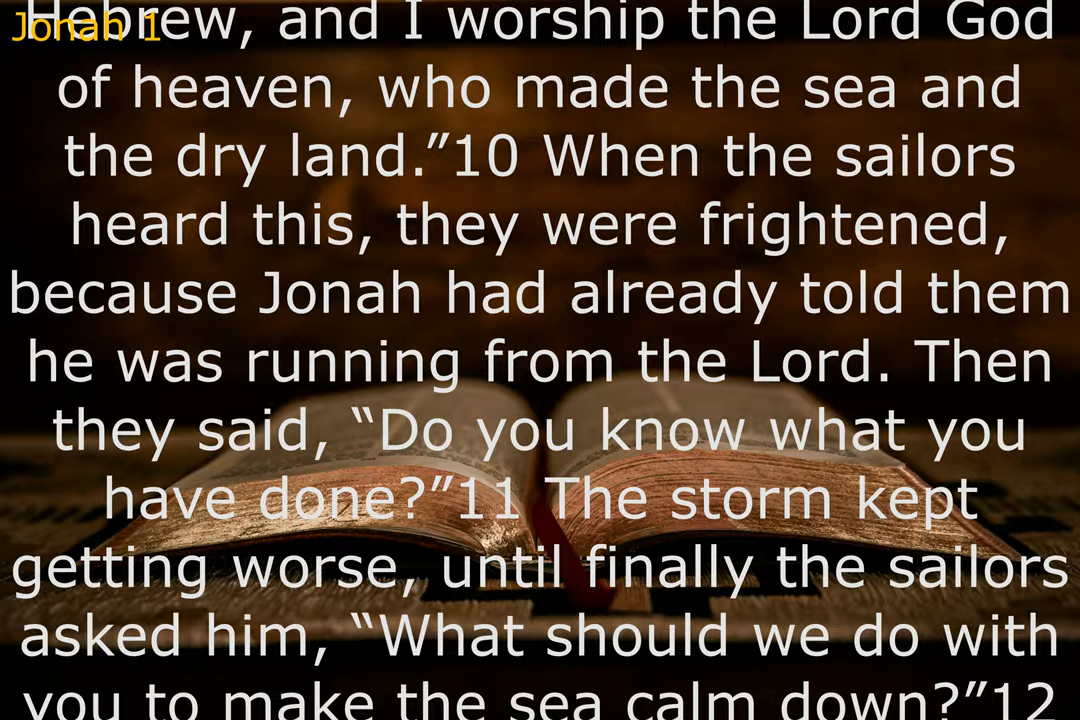 Jonah 1
Hebrew, and I worship the Lord God
of heaven, who made the sea and
the dry land.”10 When the sailors
heard this, they were frightened,
because Jonah had already told them
he was running from the Lord. Then
they said, “Do you know what you
have done?”11 The storm kept
getting worse, until finally the sailors
asked him, “What should we do with
you to make the sea calm down?”12